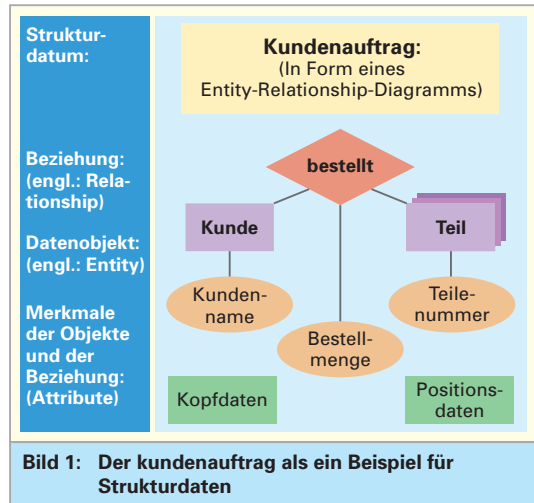 Struktur-
datum:
Kundenauftrag:
(In Form eines
Entity-Relationship-Diagramms)
Beziehung:
(engl.: Rela-
tionship)
bestellt
Datenobjekt:
(engl.: Entity)
Kunde
Teil
Merkmale
der Objekte
und der
Beziehung:
(Attribute)
Kunden-
name
Bestell-
menge
Teile-
nummer
Kopfdaten
Positions-
daten
Bild 1: Der kundenauftrag als ein Beispiel für
Strukturdaten